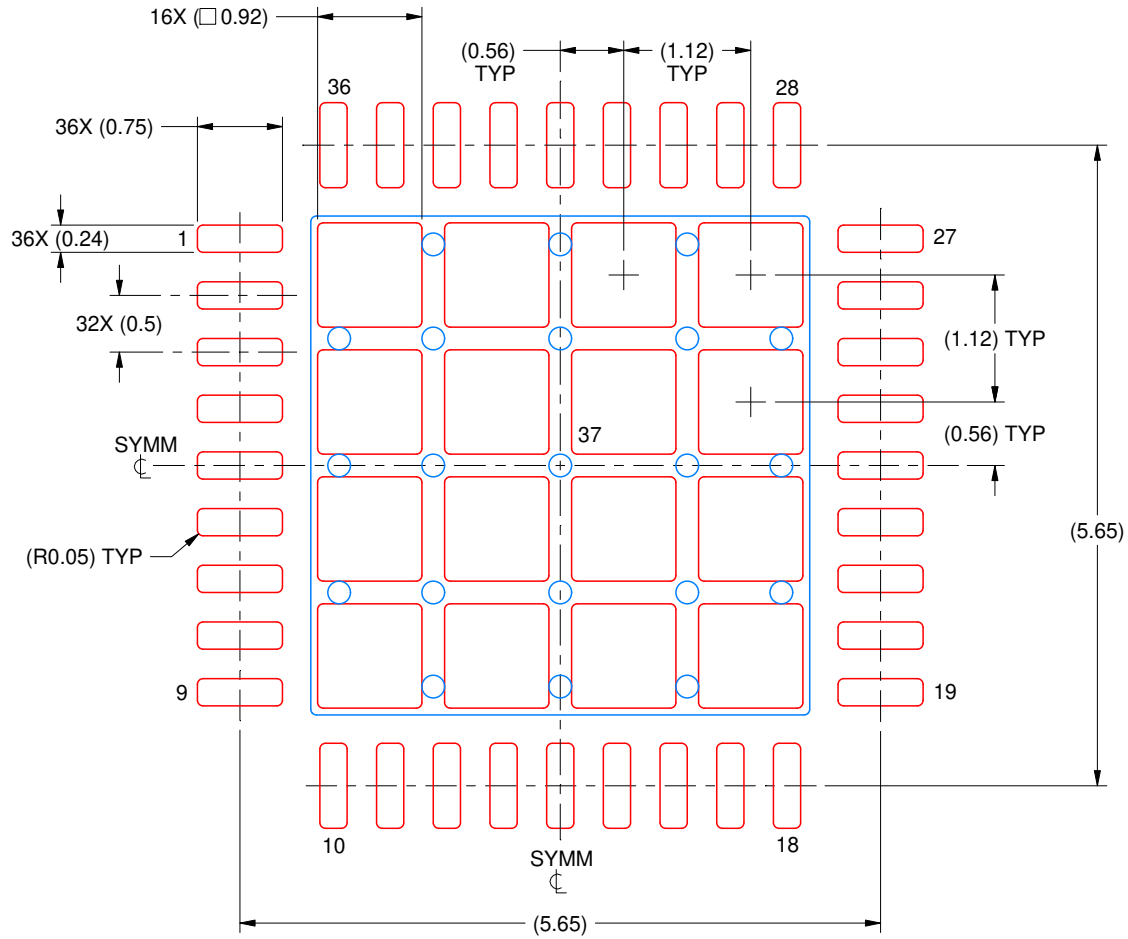 16X (□ 0.92)
(0.56)
TYP
(1.12)
TYP
36
28
36X (0.75)
36X (0.24)
1
27
32X (0.5)
(1.12) TYP
37
(0.56) TYP
SYMM
℄
(5.65)
(R0.05) TYP
9
19
10
18
SYMM
℄
(5.65)